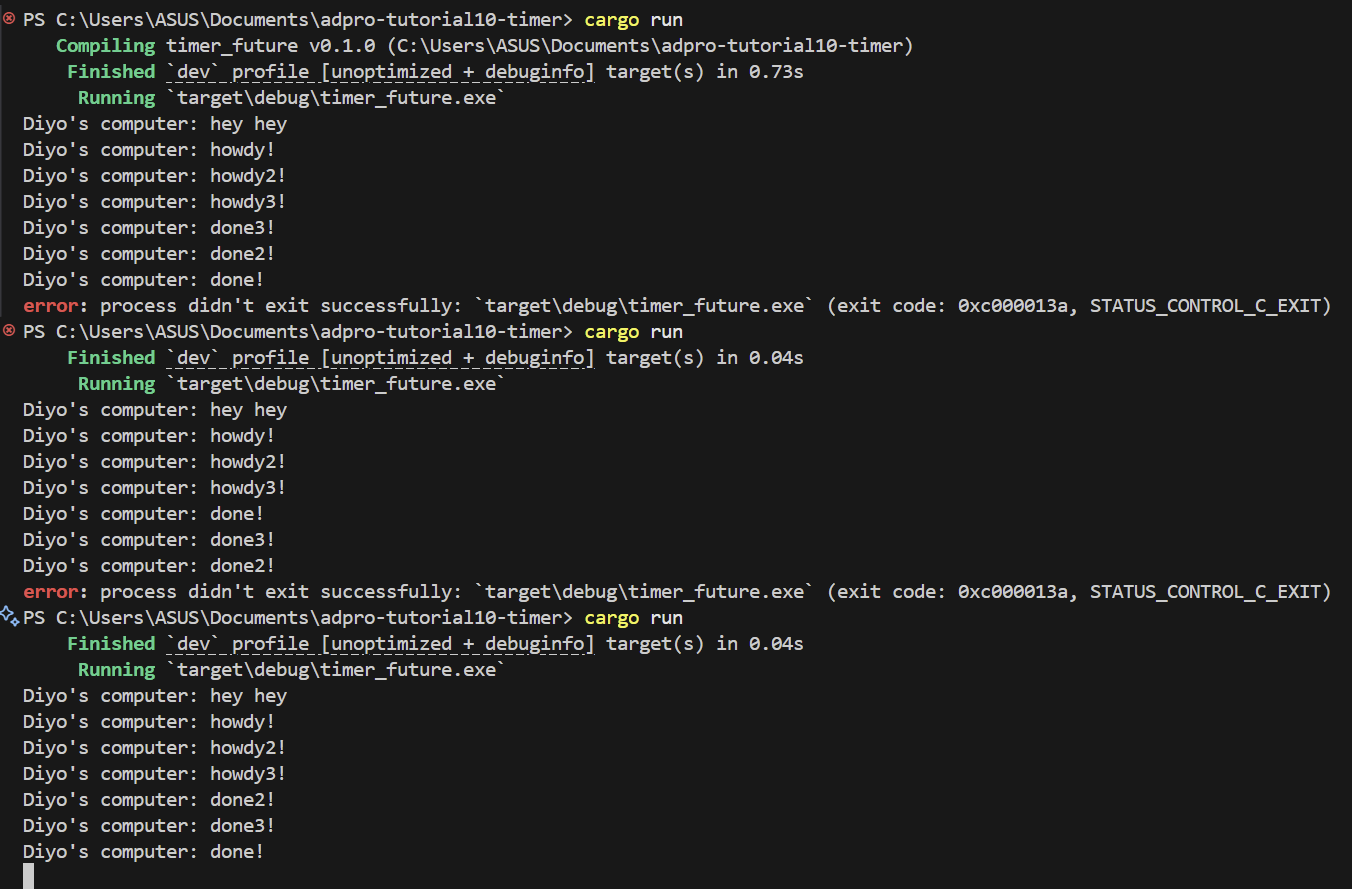 PS C:\Users\ASUS\Documents\adpro-tutorial10-timer> cargo run
   Compiling timer_future v0.1.0 (C:\Users\ASUS\Documents\adpro-tutorial10-timer)
    Finished `dev` profile [unoptimized + debuginfo] target(s) in 0.73s
     Running `target\debug\timer_future.exe`
Diyo's computer: hey hey
Diyo's computer: howdy!
Diyo's computer: howdy2!
Diyo's computer: howdy3!
Diyo's computer: done3!
Diyo's computer: done2!
Diyo's computer: done!
error: process didn't exit successfully: `target\debug\timer_future.exe` (exit code: 0xc000013a, STATUS_CONTROL_C_EXIT)
PS C:\Users\ASUS\Documents\adpro-tutorial10-timer> cargo run
    Finished `dev` profile [unoptimized + debuginfo] target(s) in 0.04s
     Running `target\debug\timer_future.exe`
Diyo's computer: hey hey
Diyo's computer: howdy!
Diyo's computer: howdy2!
Diyo's computer: howdy3!
Diyo's computer: done!
Diyo's computer: done3!
Diyo's computer: done2!
error: process didn't exit successfully: `target\debug\timer_future.exe` (exit code: 0xc000013a, STATUS_CONTROL_C_EXIT)
PS C:\Users\ASUS\Documents\adpro-tutorial10-timer> cargo run
    Finished `dev` profile [unoptimized + debuginfo] target(s) in 0.04s
     Running `target\debug\timer_future.exe`
Diyo's computer: hey hey
Diyo's computer: howdy!
Diyo's computer: howdy2!
Diyo's computer: howdy3!
Diyo's computer: done2!
Diyo's computer: done3!
Diyo's computer: done!